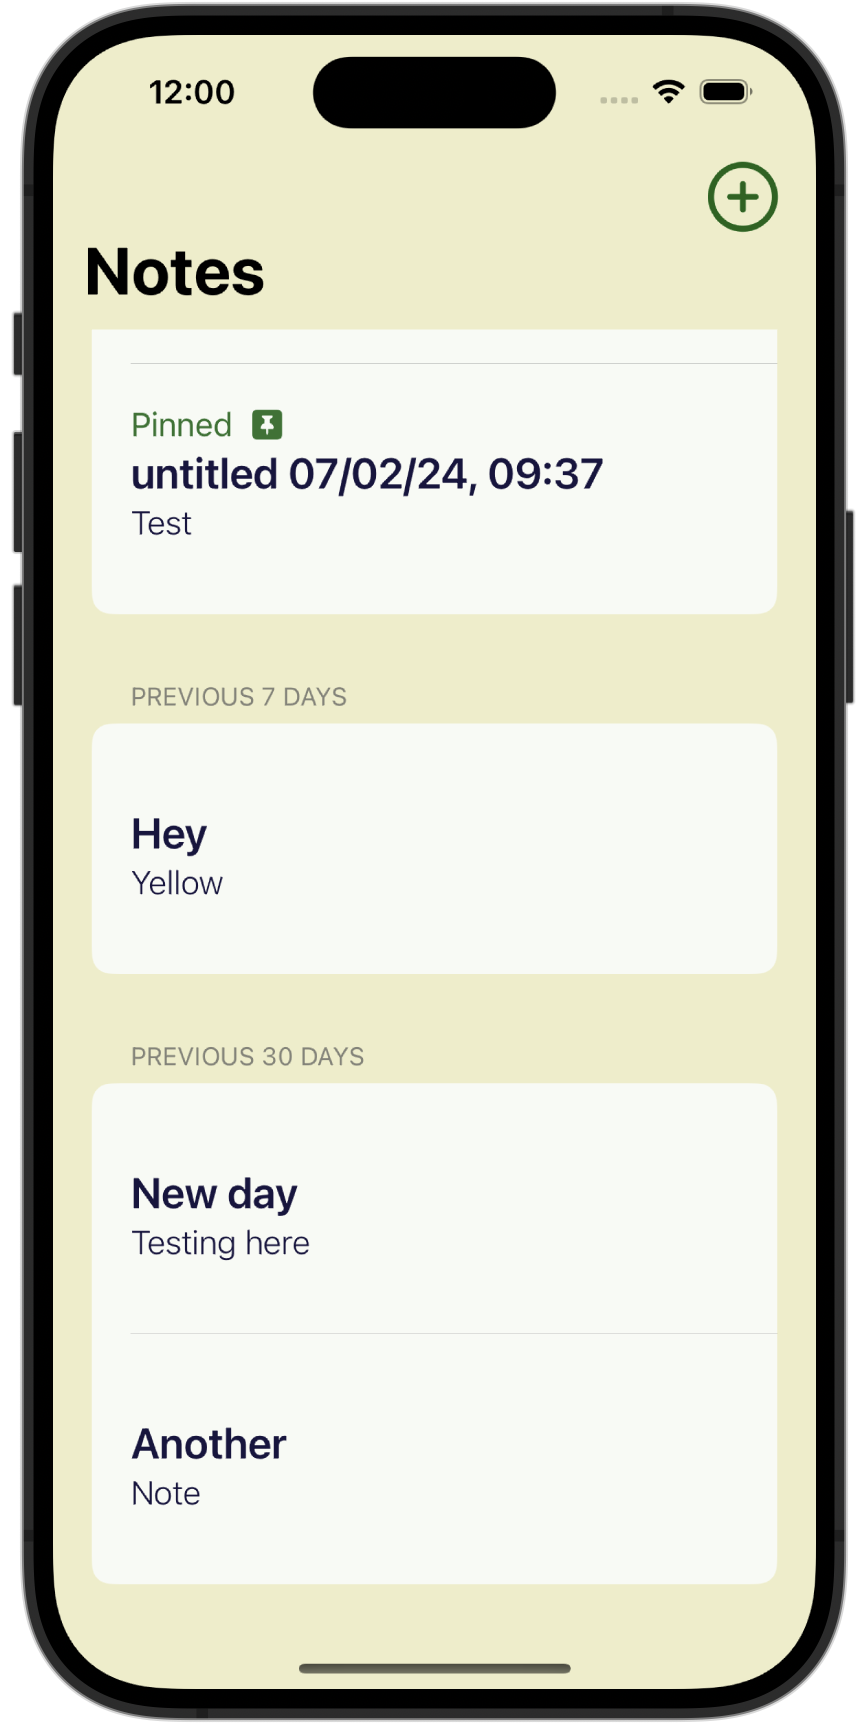 12:00
Notes
Pinned
untitled 07/02/24, 09:37
Test
PREVIOUS 7 DAYS
Hey
Yellow
PREVIOUS 30 DAYS
New day
Testing here
Another
Note